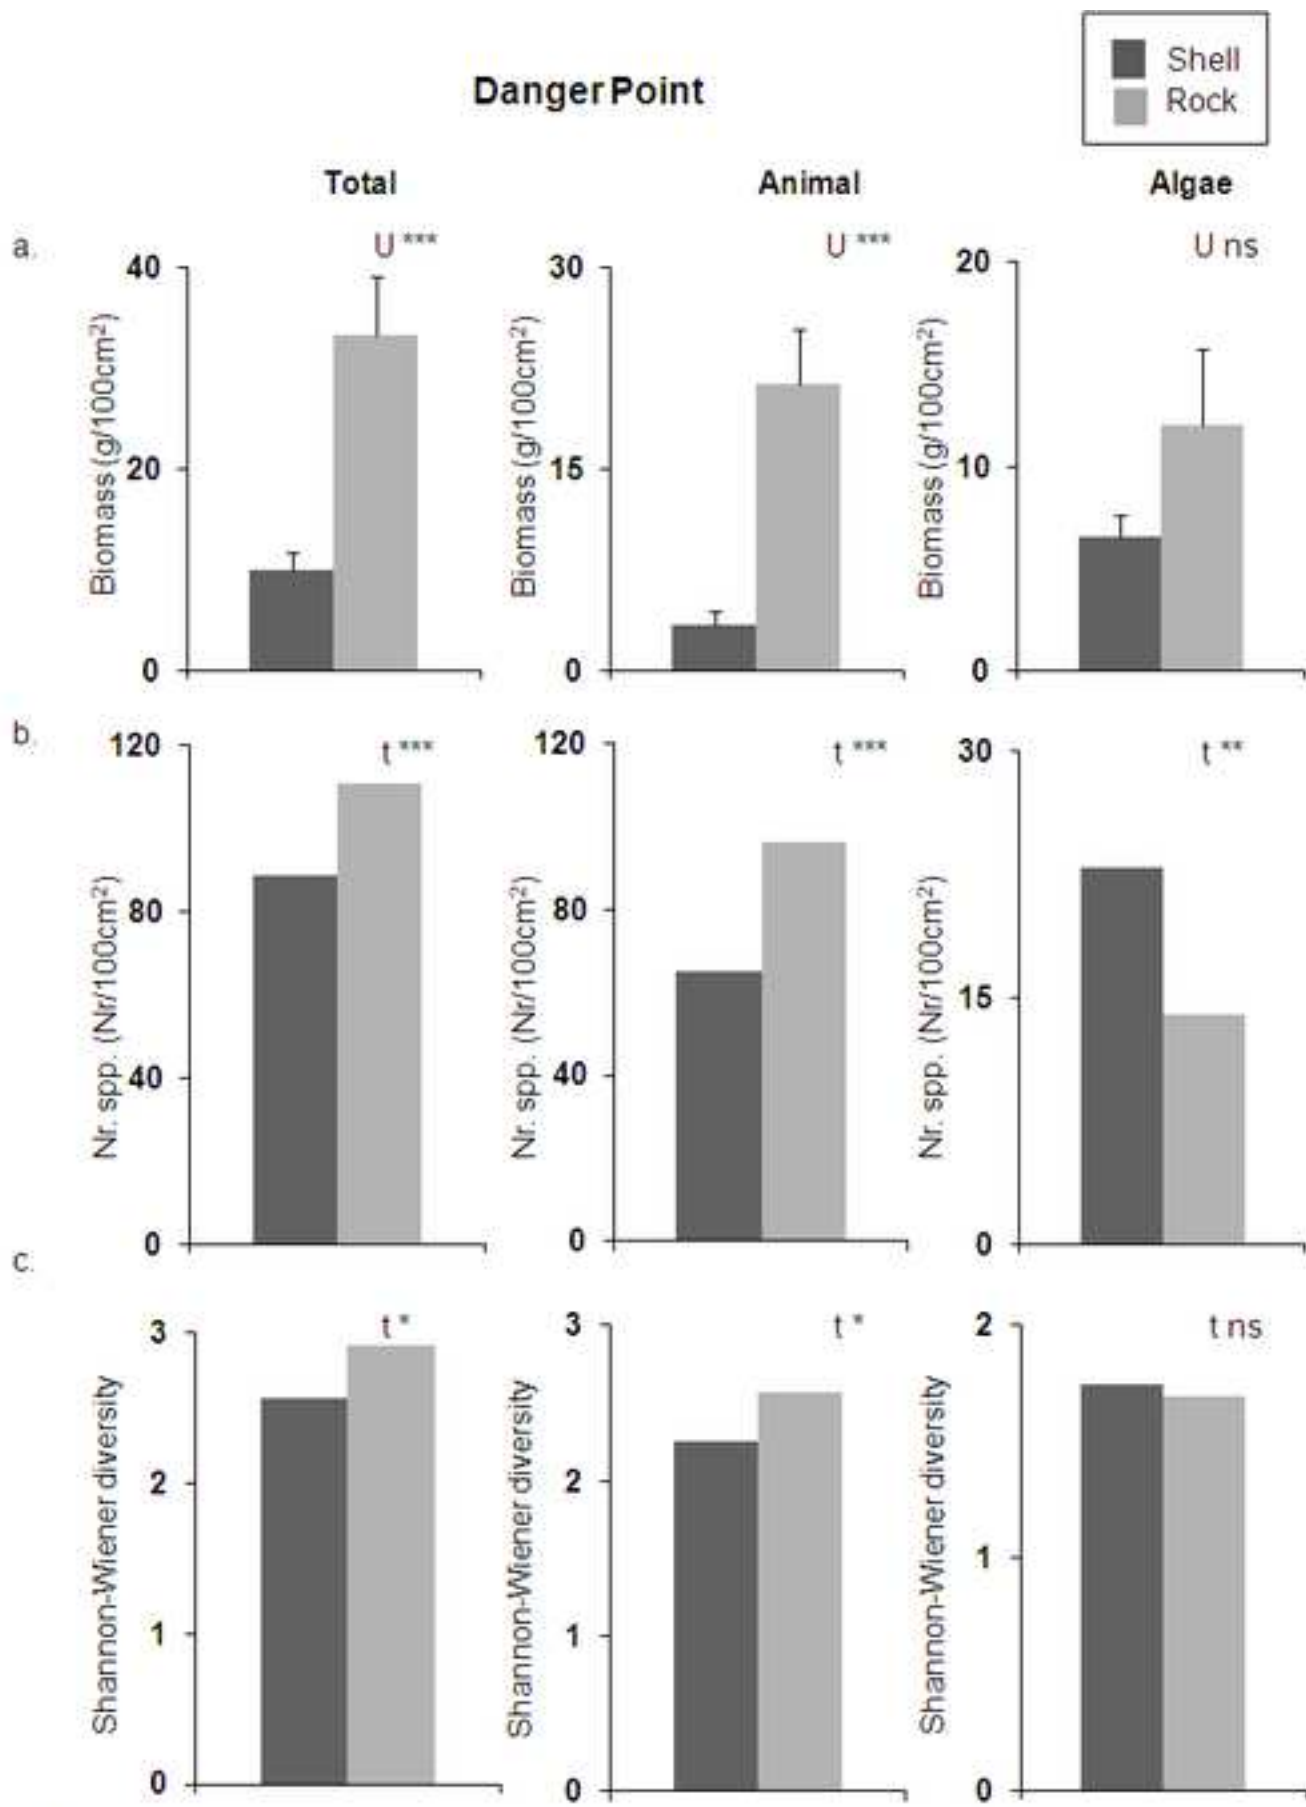 Shell
Rock
Danger Point
Total
Animal
Algae
a.
U ***
U ***
U ns
Biomass (g/100cm²)
40
20
0
Biomass (g/100cm²)
30
15
0
Biomass (g/100cm²)
20
10
0
b.
t ***
t ***
t **
Nr. spp. (Nr/100cm²)
120
80
40
0
Nr. spp. (Nr/100cm²)
120
80
40
0
Nr. spp. (Nr/100cm²)
30
15
0
c.
t *
t *
t ns
Shannon-Wiener diversity
3
2
1
0
Shannon-Wiener diversity
3
2
1
0
Shannon-Wiener diversity
2
1
0